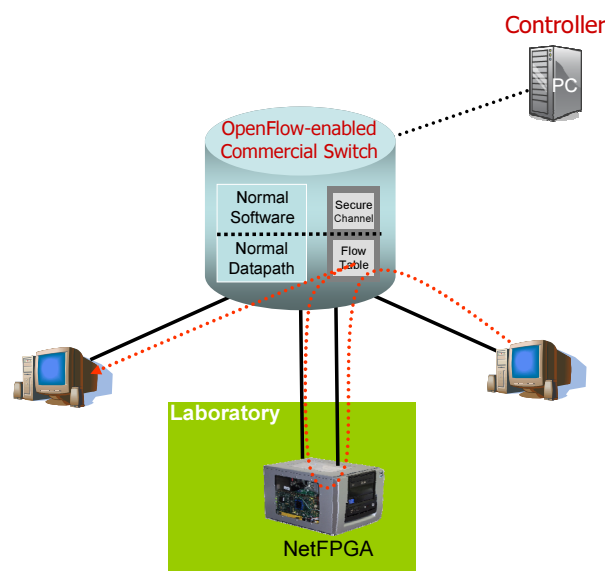 Controller
PC
OpenFlow-enabled
Commercial Switch
Normal
Software
Secure
Channel
Normal
Datapath
Flow
Table
Laboratory
NetFPGA